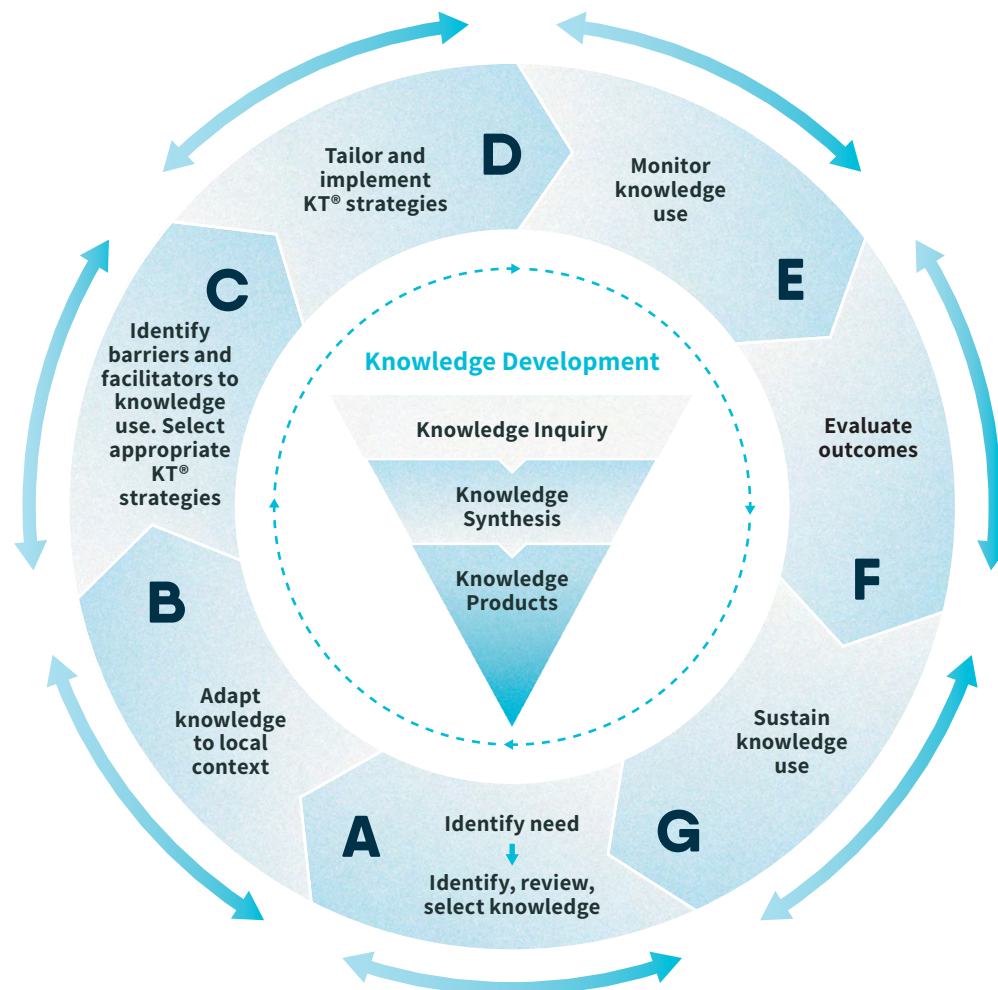 Knowledge Development
Knowledge Inquiry
Knowledge
Synthesis
Knowledge
Products
A
Identify need
Identify, review,
select knowledge
B
Adapt
knowledge
to local
context
C
Identify
barriers and
facilitators to
knowledge
use. Select
appropriate
KT®
strategies
D
Tailor and
implement
KT® strategies
E
Monitor
knowledge
use
F
Evaluate
outcomes
G
Sustain
knowledge
use